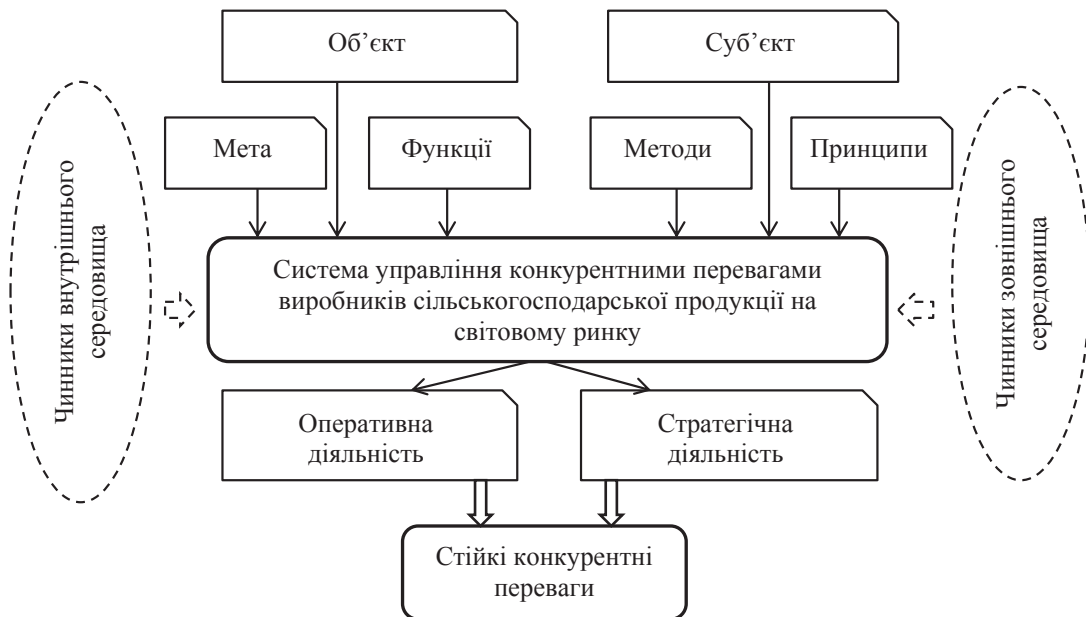 Об’єкт
Суб’єкт
Мета
Функції
Методи
Принципи
Чинники внутрішнього
середовища
Система управління конкурентними перевагами
виробників сільськогосподарської продукції на
світовому ринку
Чинники зовнішнього
середовища
Оперативна
діяльність
Стратегічна
діяльність
Стійкі конкурентні
переваги